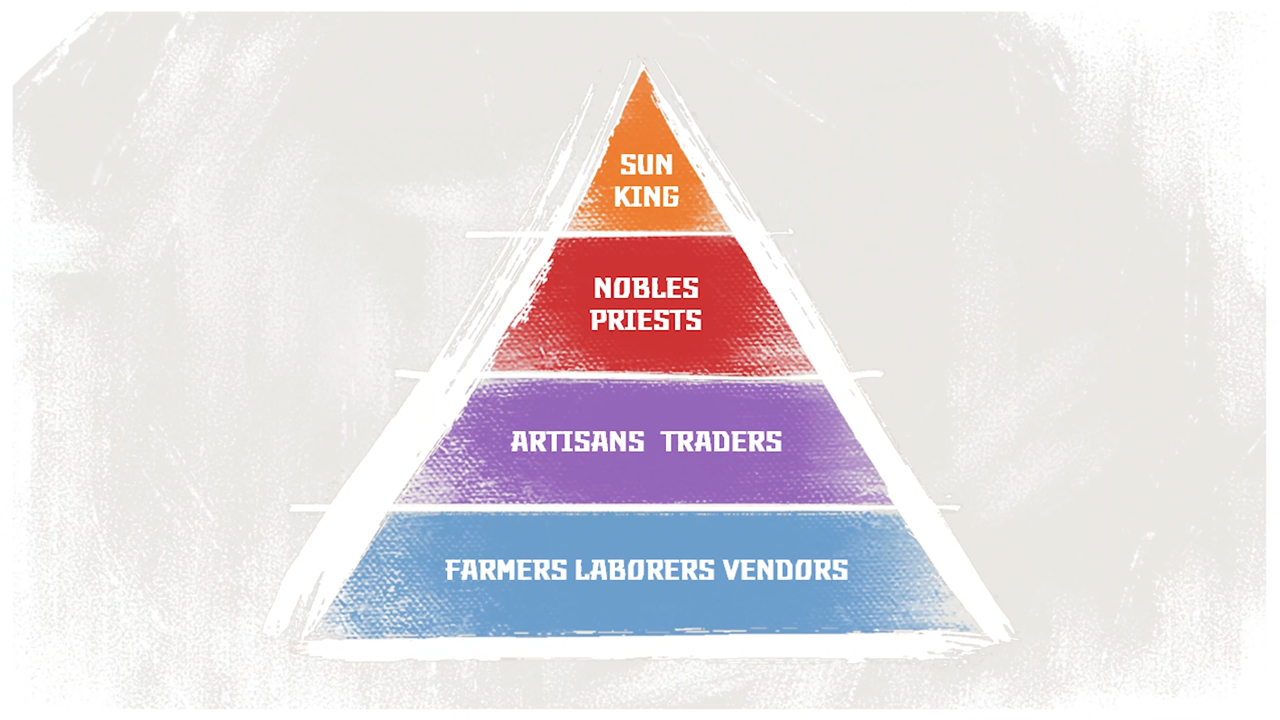 SUN
KING
NOBLES
PRIESTS
ARTISANS TRADERS
FARMERS LABORERS VENDORS